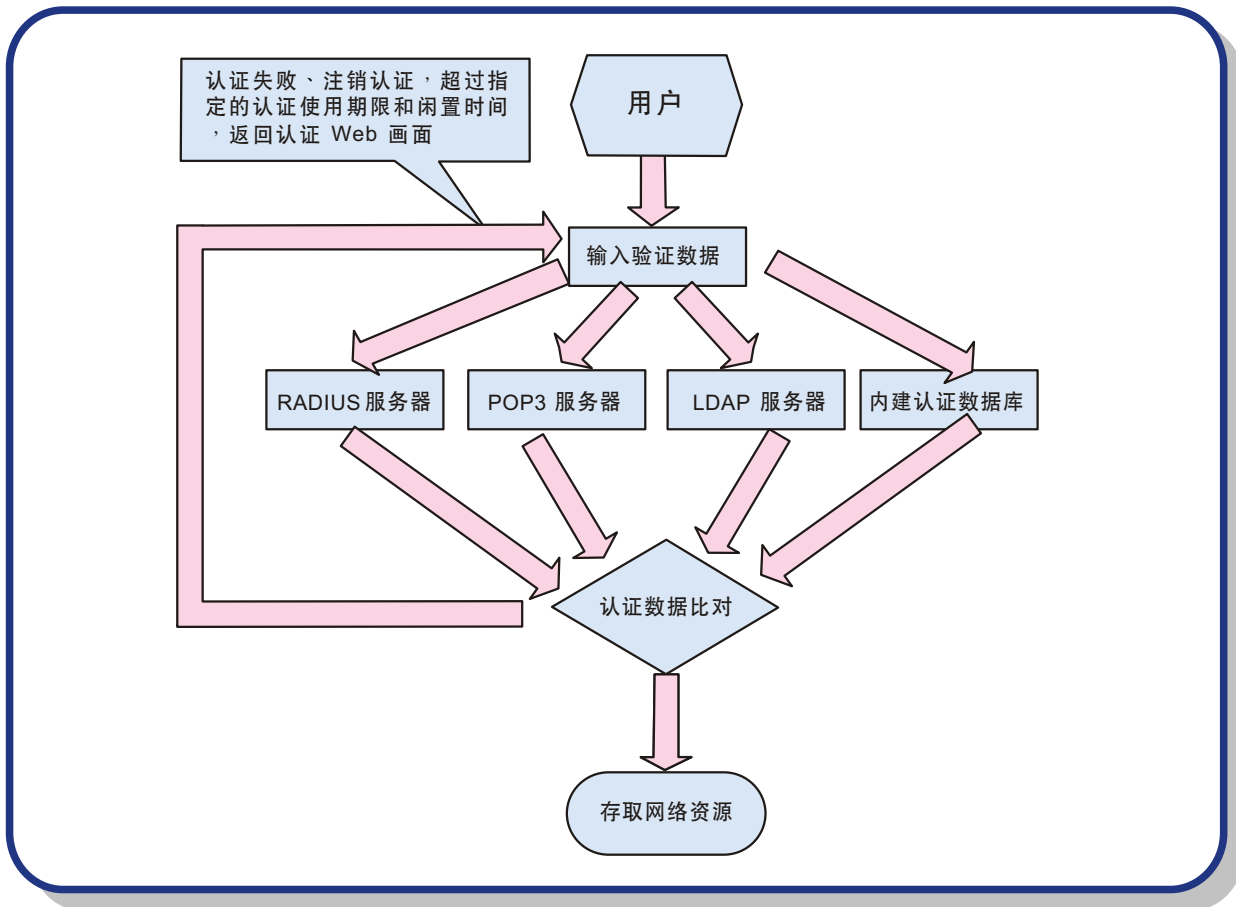 认证失败、注销认证，超过指
定的认证使用期限和闲置时间
，返回认证 Web 画面
用户
输入验证数据
RADIUS 服务器
POP3 服务器
LDAP 服务器
内建认证数据库
认证数据比对
存取网络资源